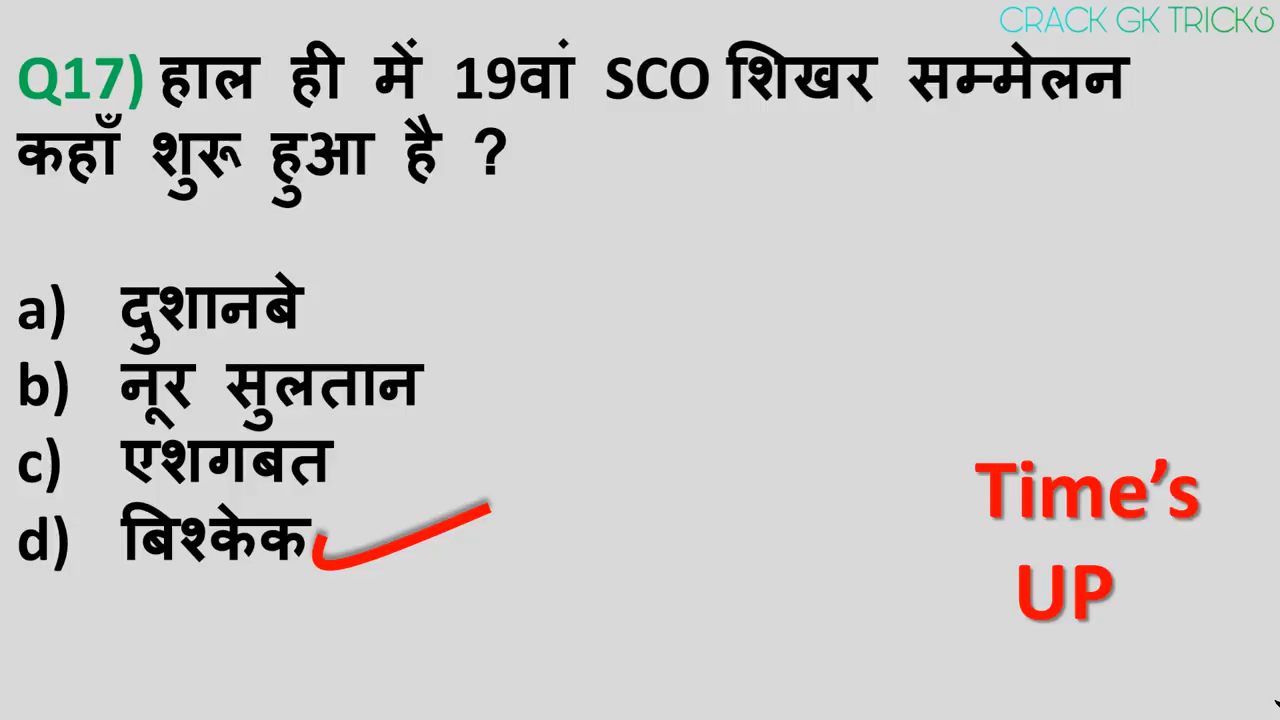 CRACK GK TRICKS
Q17) हाल ही में 19वां SCO शिखर सम्मेलन
कहाँ शुरू हुआ है ?
a) दुशानबे
b) नूर सुलतान
c) एशगबत
d) बिश्केक
Time's
UP